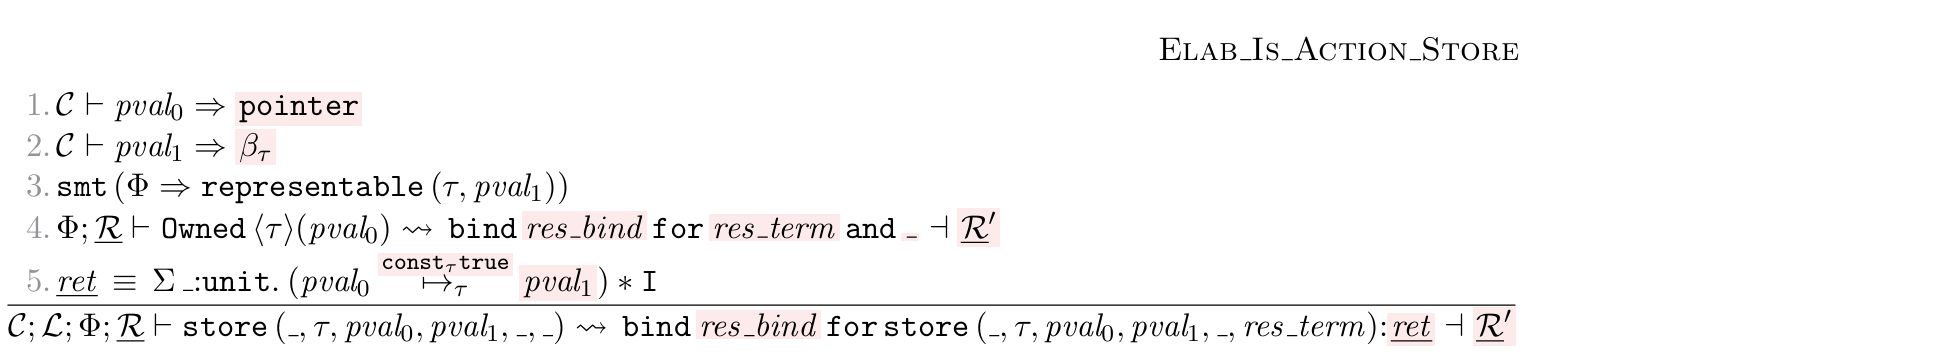 ELAB_IS_ACTION_STORE
1. 𝒞 ⊢ pval₀ ⇒ pointer
2. 𝒞 ⊢ pval₁ ⇒ β_τ
3. smt (Φ ⇒ representable (τ, pval₁))
4. Φ; ℛ ⊢ Owned ⟨τ⟩(pval₀) ⇝ bind res_bind for res_term and _ ⊣ ℛ′
5. ret ≡ Σ _:unit. (pval₀ ↦_τ^{const_τ true} pval₁) ∗ I
𝒞; ℒ; Φ; ℛ ⊢ store (_, τ, pval₀, pval₁, _, _) ⇝ bind res_bind for store (_, τ, pval₀, pval₁, _, res_term):ret ⊣ ℛ′